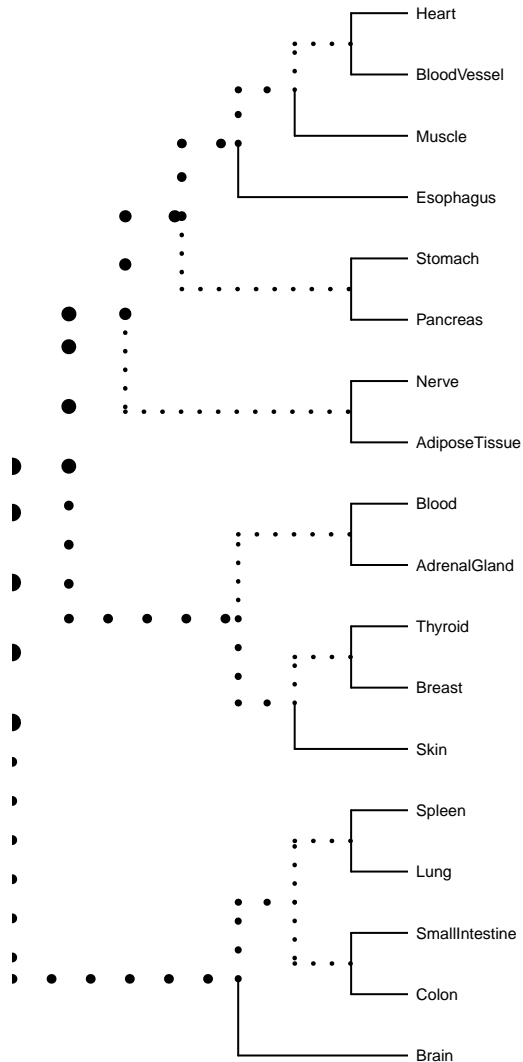 Heart
BloodVessel
Muscle
Esophagus
Stomach
Pancreas
Nerve
AdiposeTissue
Blood
AdrenalGland
Thyroid
Breast
Skin
Spleen
Lung
SmallIntestine
Colon
Brain